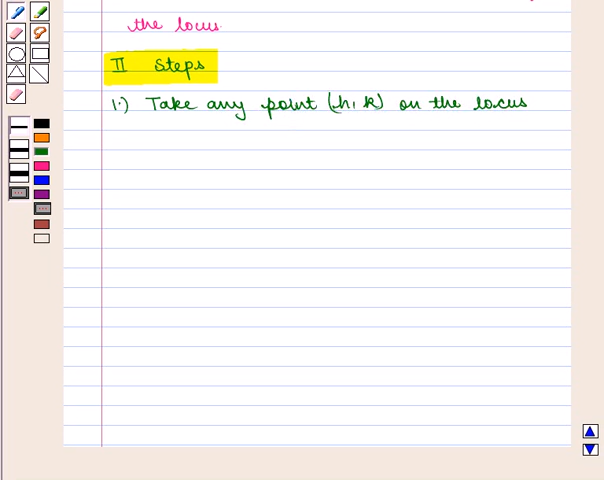 the locus.
II Steps
1.) Take any point (h, k) on the locus